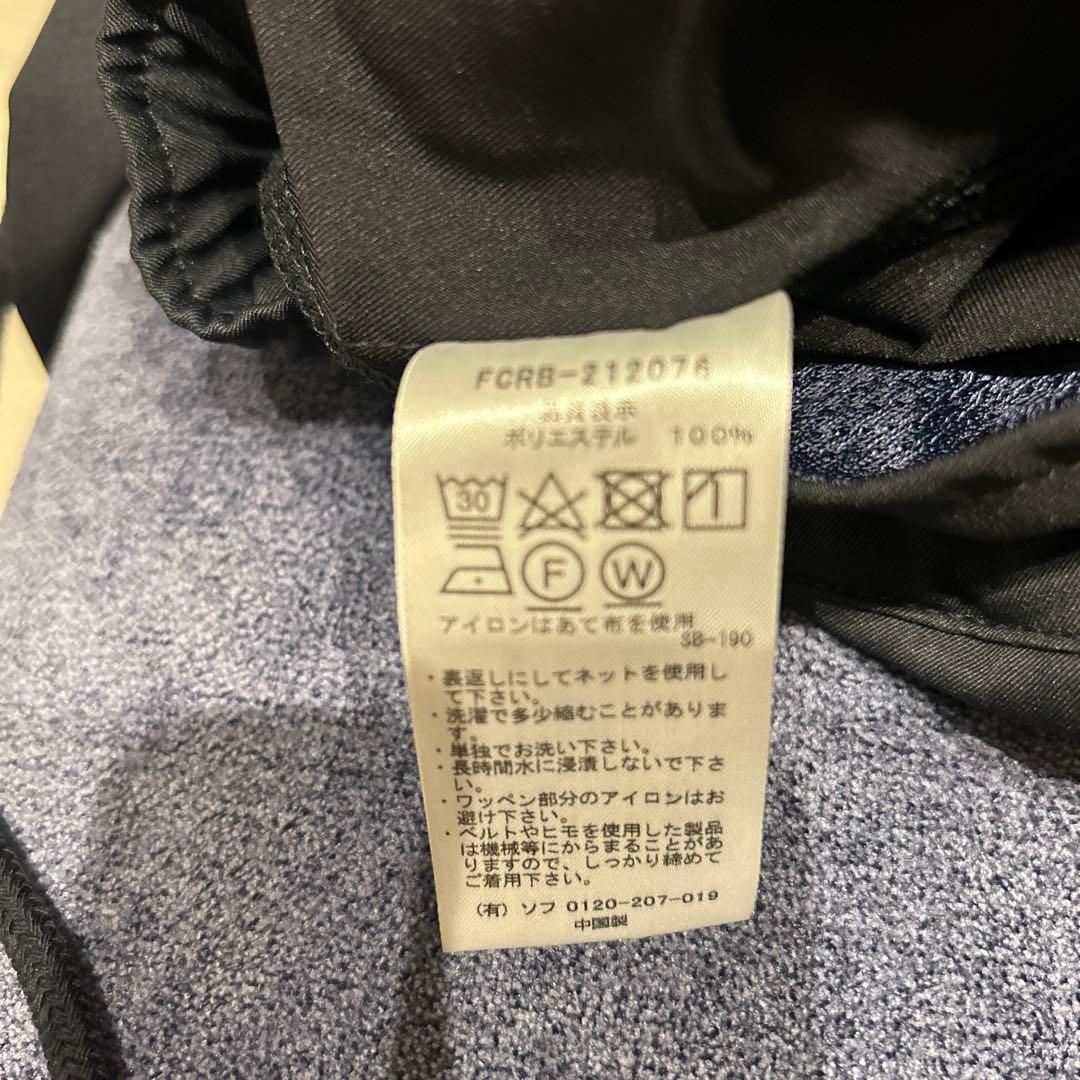 FCRB-212076
品質表示
ポリエステル 100%
30
F W
アイロンはあて布を使用
SB-190
・裏返しにしてネットを使用し
て下さい。
・洗濯で多少縮むことがありま
す。
・単独でお洗い下さい。
・長時間水に浸漬しないで下さ
い。
・ワッペン部分のアイロンはお
避け下さい。
・ベルトやヒモを使用した製品
は機械等にからまることがあ
りますので、しっかり締めて
ご着用下さい。
(有)ソフ 0120-207-019
中国製